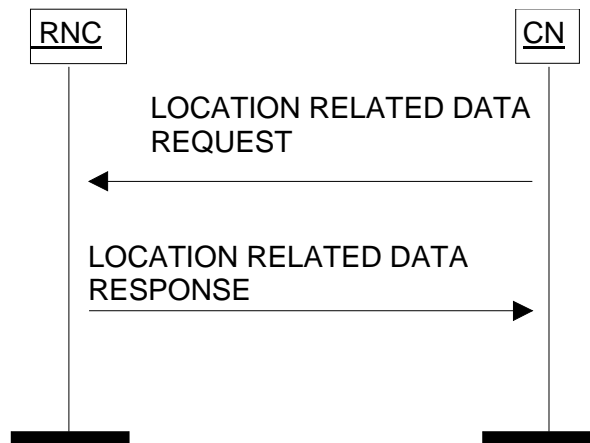 RNC
CN
LOCATION RELATED DATA
REQUEST
LOCATION RELATED DATA
RESPONSE